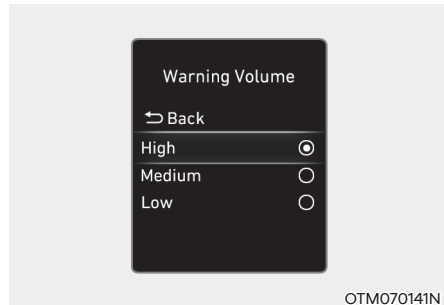 Warning Volume
Back
High
Medium
Low
OTM070141N